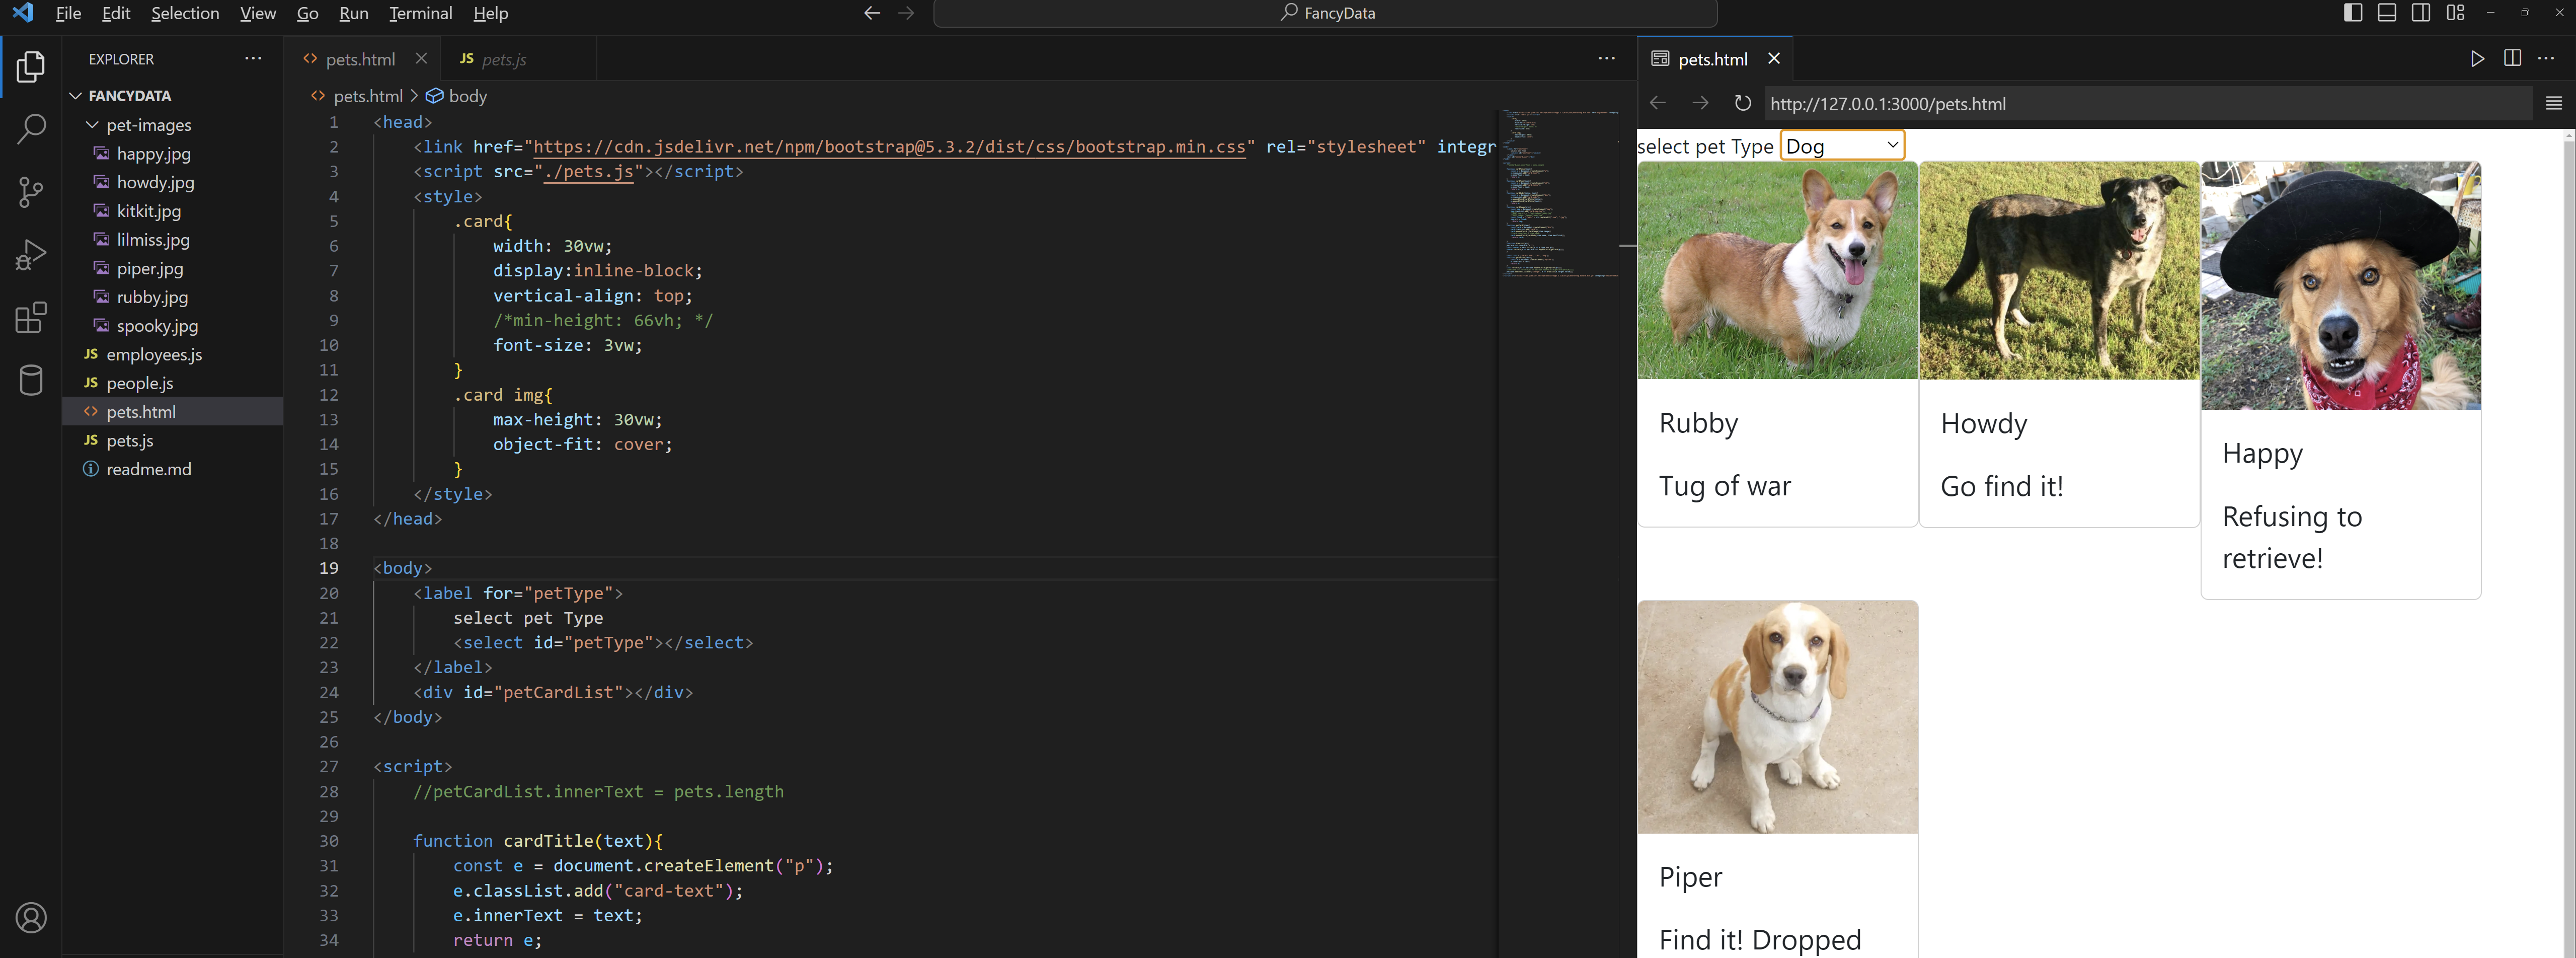 File Edit Selection View Go Run Terminal Help
FancyData
EXPLORER
FANCYDATA
pet-images
happy.jpg
howdy.jpg
kitkit.jpg
lilmiss.jpg
piper.jpg
rubby.jpg
spooky.jpg
JS employees.js
JS people.js
<> pets.html
JS pets.js
readme.md
<> pets.html
JS pets.js
<> pets.html > body
1 <head>
2 <link href="https://cdn.jsdelivr.net/npm/bootstrap@5.3.2/dist/css/bootstrap.min.css" rel="stylesheet" integr
3 <script src="./pets.js"></script>
4 <style>
5 .card{
6 width: 30vw;
7 display:inline-block;
8 vertical-align: top;
9 /*min-height: 66vh; */
10 font-size: 3vw;
11 }
12 .card img{
13 max-height: 30vw;
14 object-fit: cover;
15 }
16 </style>
17 </head>
18
19 <body>
20 <label for="petType">
21 select pet Type
22 <select id="petType"></select>
23 </label>
24 <div id="petCardList"></div>
25 </body>
26
27 <script>
28 //petCardList.innerText = pets.length
29
30 function cardTitle(text){
31 const e = document.createElement("p");
32 e.classList.add("card-text");
33 e.innerText = text;
34 return e;
pets.html
http://127.0.0.1:3000/pets.html
select pet Type Dog
Rubby
Tug of war
Howdy
Go find it!
Happy
Refusing to
retrieve!
Piper
Find it! Dropped